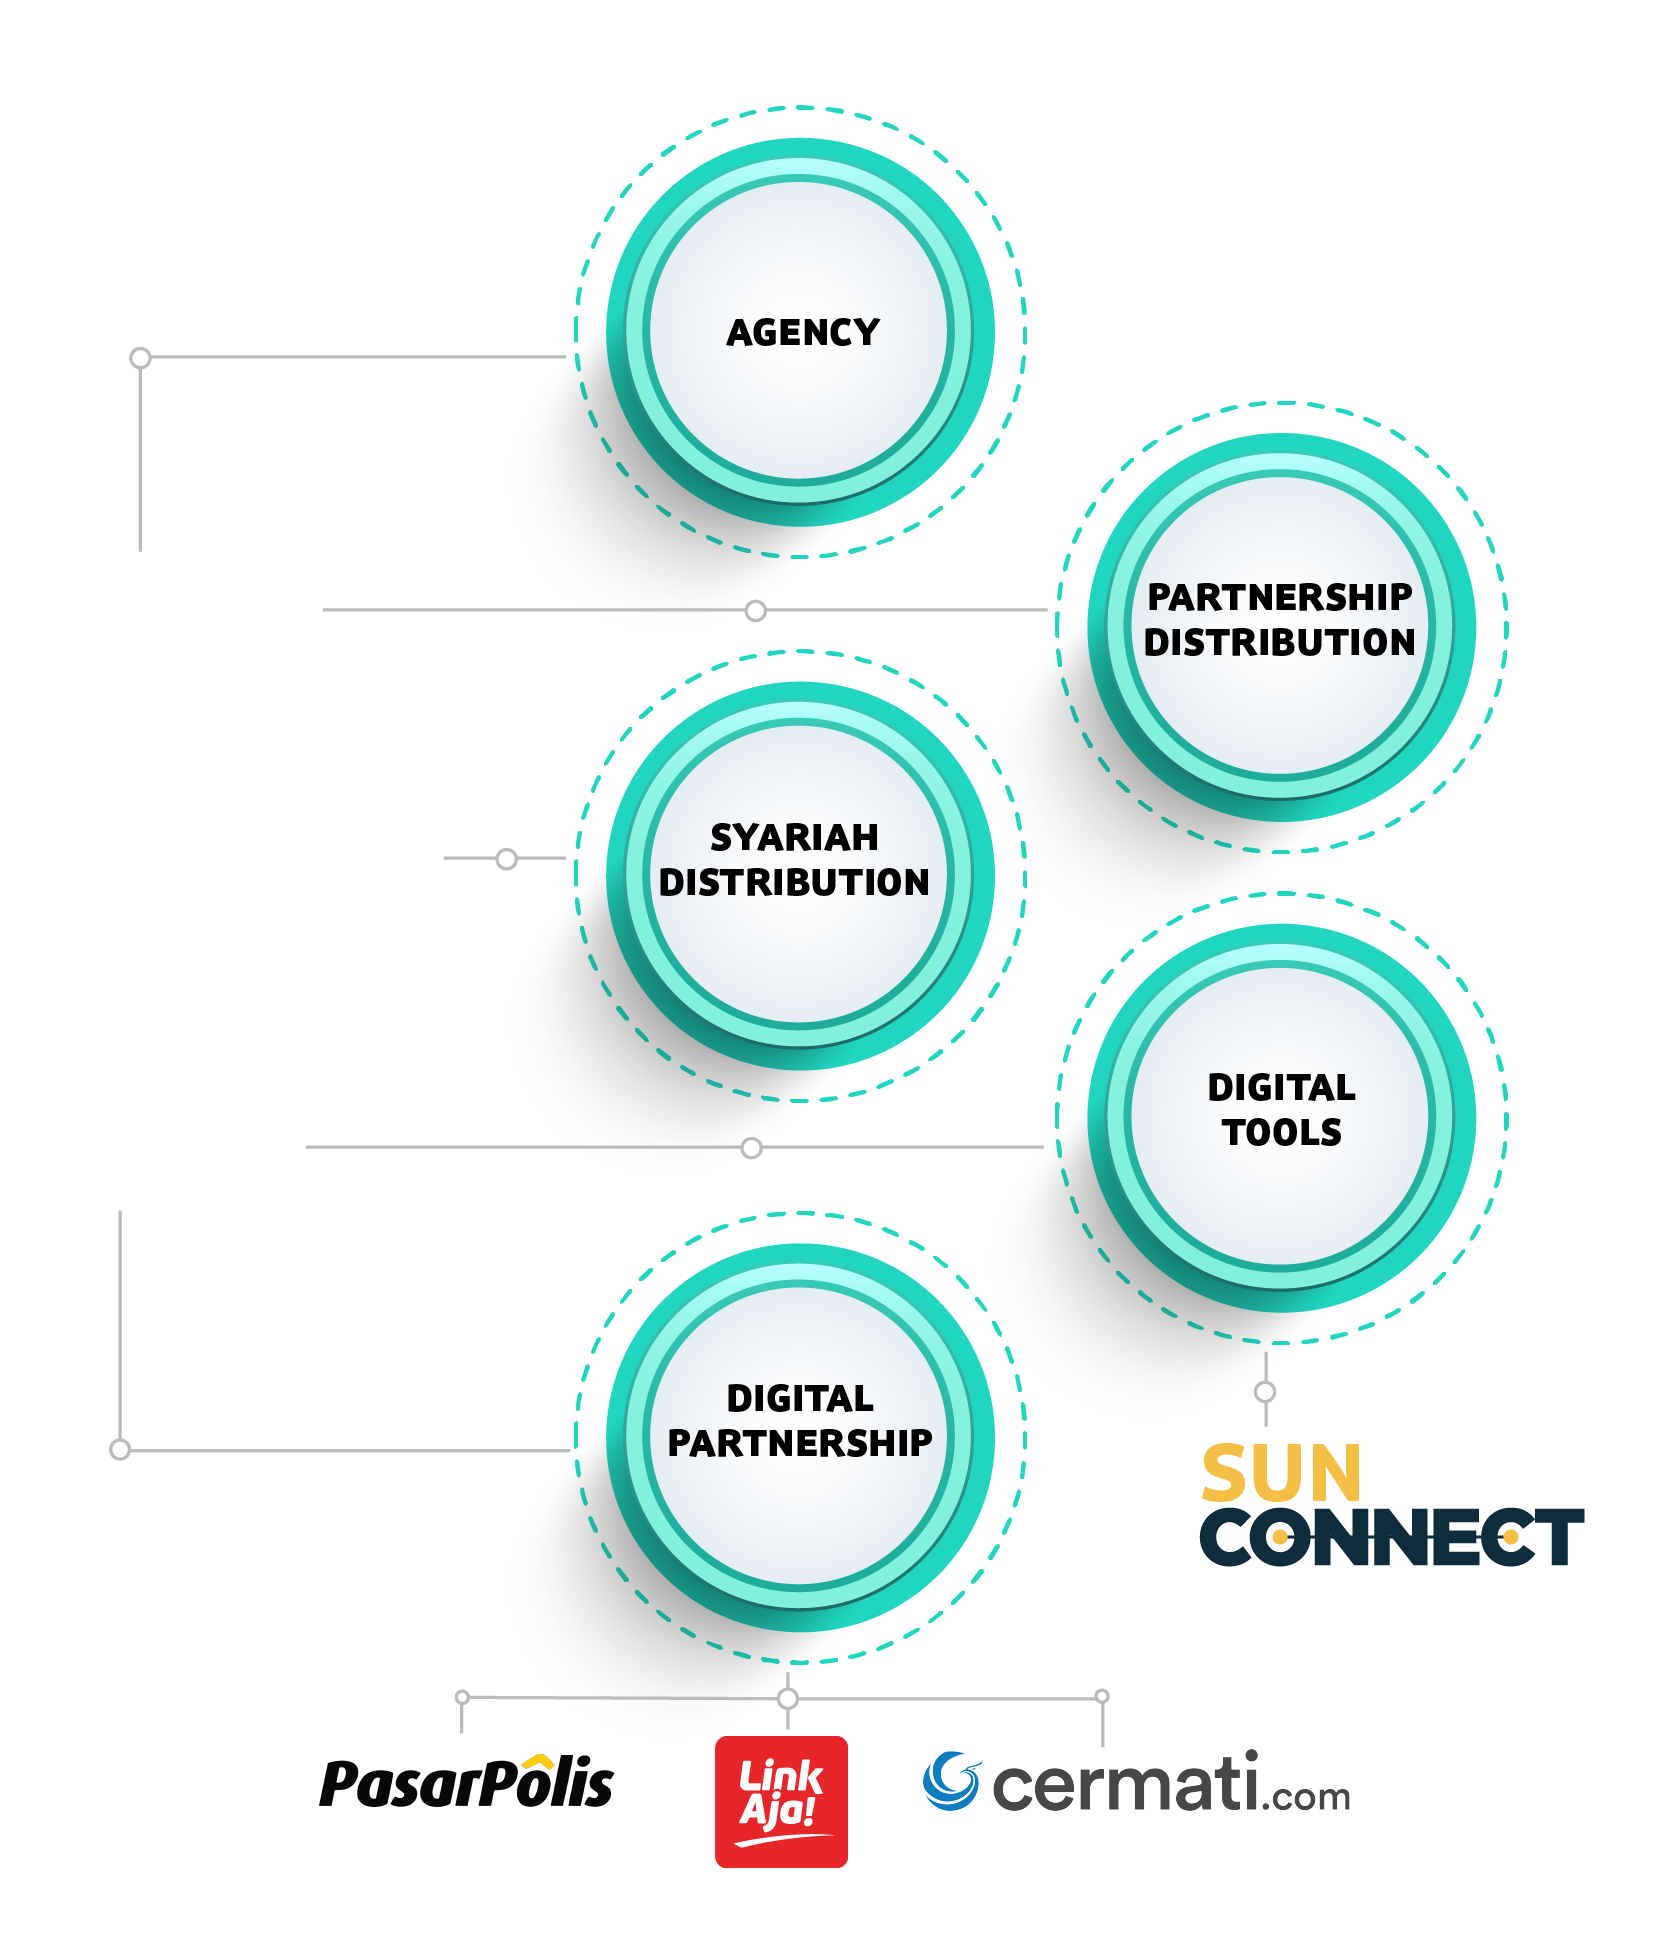 AGENCY
PARTNERSHIP
DISTRIBUTION
SYARIAH
DISTRIBUTION
DIGITAL
TOOLS
DIGITAL
PARTNERSHIP
SUN
CONNECT
PasarPolis
Link
Aja!
cermati.com